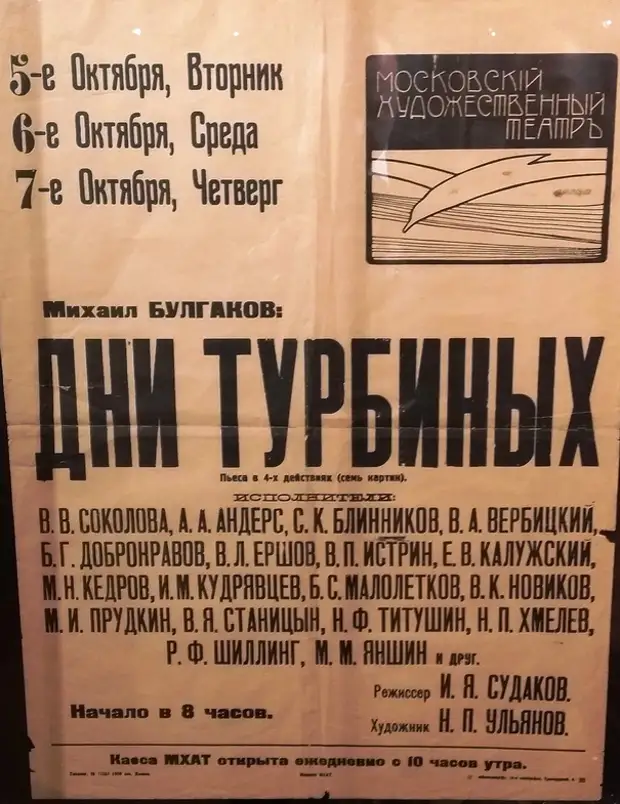 5-е Октября, Вторник
6-е Октября, Среда
7-е Октября, Четверг
МОСКОВСКІЙ
ХУДОЖЕСТВЕННЫЙ
ТЕАТРЪ
Михаил БУЛГАКОВ:
ДНИ ТУРБИНЫХ
Пьеса в 4-х действиях (семь картин).
ИСПОЛНИТЕЛИ:
В. В. СОКОЛОВА, А. А. АНДЕРС, С. К. БЛИННИКОВ, В. А. ВЕРБИЦКИЙ,
Б. Г. ДОБРОНРАВОВ, В. Л. ЕРШОВ, В. П. ИСТРИН, Е. В. КАЛУЖСКИЙ,
М. Н. КЕДРОВ, И. М. КУДРЯВЦЕВ, Б. С. МАЛОЛЕТКОВ, В. К. НОВИКОВ,
М. И. ПРУДКИН, В. Я. СТАНИЦЫН, Н. Ф. ТИТУШИН, Н. П. ХМЕЛЕВ,
Р. Ф. ШИЛЛИНГ, М. М. ЯНШИН и друг.
Режиссер И. Я. СУДАКОВ.
Начало в 8 часов.
Художник Н. П. УЛЬЯНОВ.
Касса МХАТ открыта ежедневно с 10 часов утра.
МХАТ